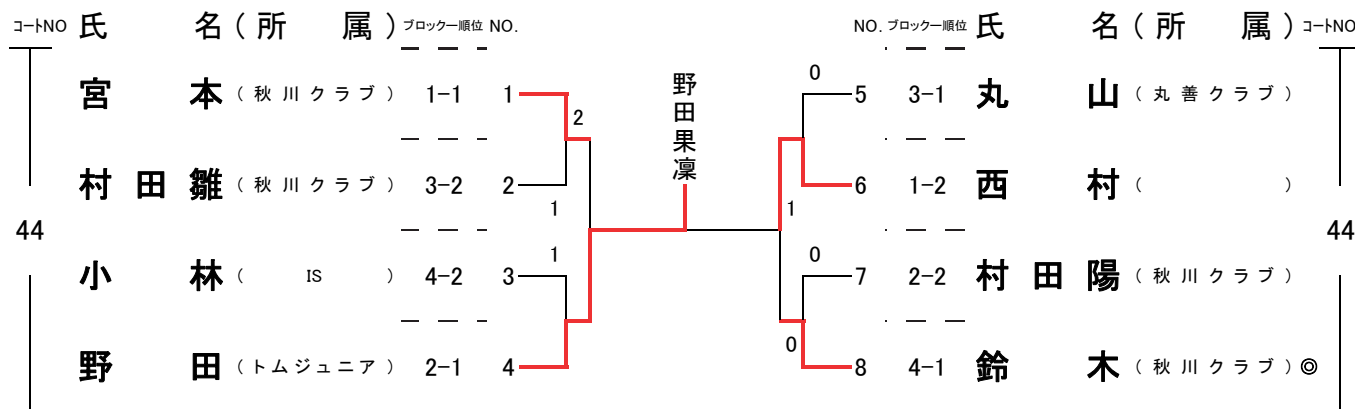 コートNO 氏 名 ( 所 属 ) ブロック一順位 NO. NO. ブロック一順位 氏 名 ( 所 属 ) コートNO
宮 本 ( 秋川クラブ ) 1-1 1 野田果凜 0 5 3-1 丸 山 ( 丸善クラブ )
2
村田雛 ( 秋川クラブ ) 3-2 2 6 1-2 西 村 ( )
44 1 1 44
小 林 ( IS ) 4-2 1 3 0 7 2-2 村田陽 ( 秋川クラブ )
野 田 ( トムジュニア ) 2-1 4 0 8 4-1 鈴 木 ( 秋川クラブ ) ◎